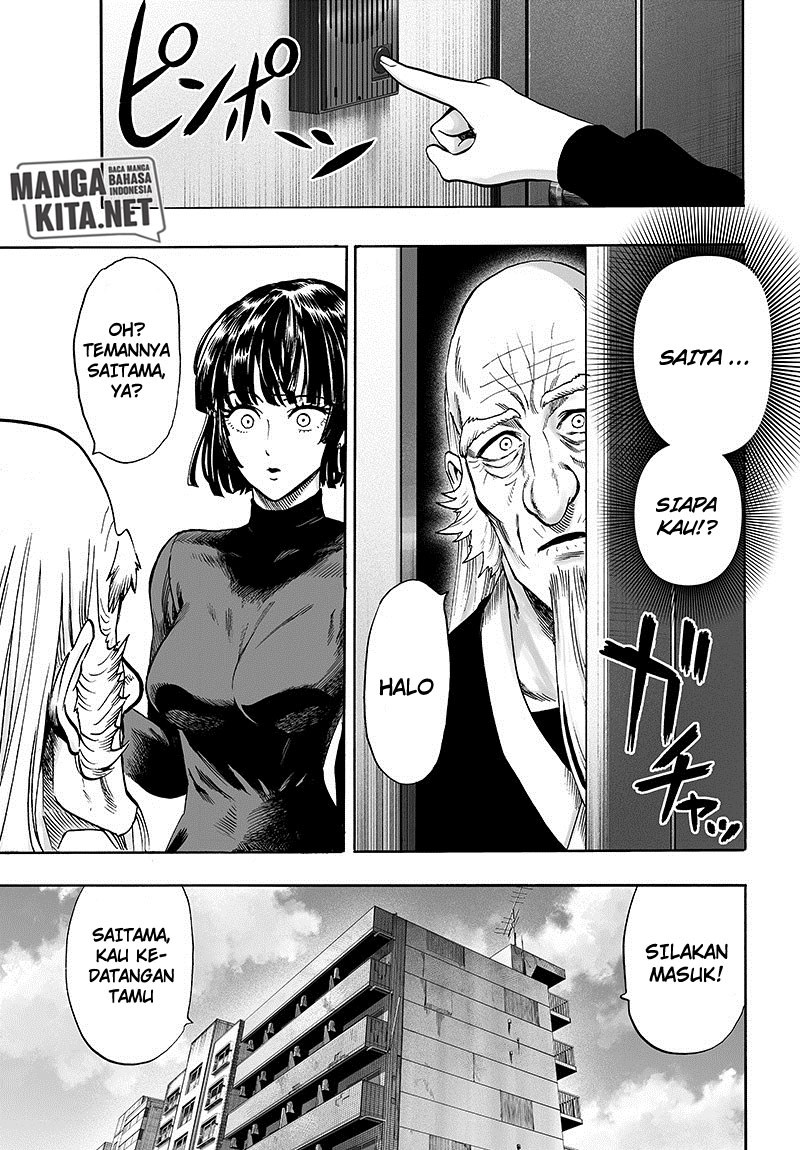 ピンポーン
MANGA
KITA.NET
BACA MANGA
BAHASA
INDONESIA
SAITA ...
SIAPA
KAU!?
ガチャッ
HALO
OH?
TEMANNYA
SAITAMA,
YA?
SILAKAN
MASUK!
SAITAMA,
KAU KE-
DATANGAN
TAMU